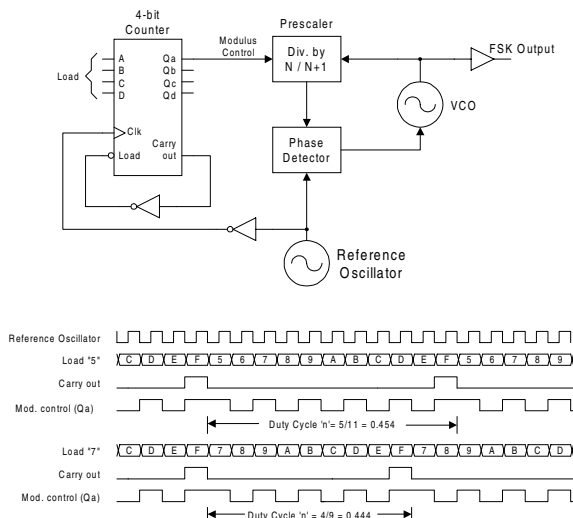 4-bit
Counter
Prescaler
Load
A
B
C
D
Qa
Qb
Qc
Qd
Modulus
Control
Div. by
N / N+1
FSK Output
VCO
Clk
Load
Carry
out
Phase
Detector
Reference
Oscillator
Reference Oscillator
Load "5" C D E F 5 6 7 8 9 A B C D E F 5 6 7 8 9
Carry out
Mod. control (Qa)
Duty Cycle 'n'= 5/11 = 0.454
Load "7" C D E F 7 8 9 A B C D E F 7 8 9 A B C D
Carry out
Mod. control (Qa)
Duty Cycle 'n' = 4/9 = 0.444